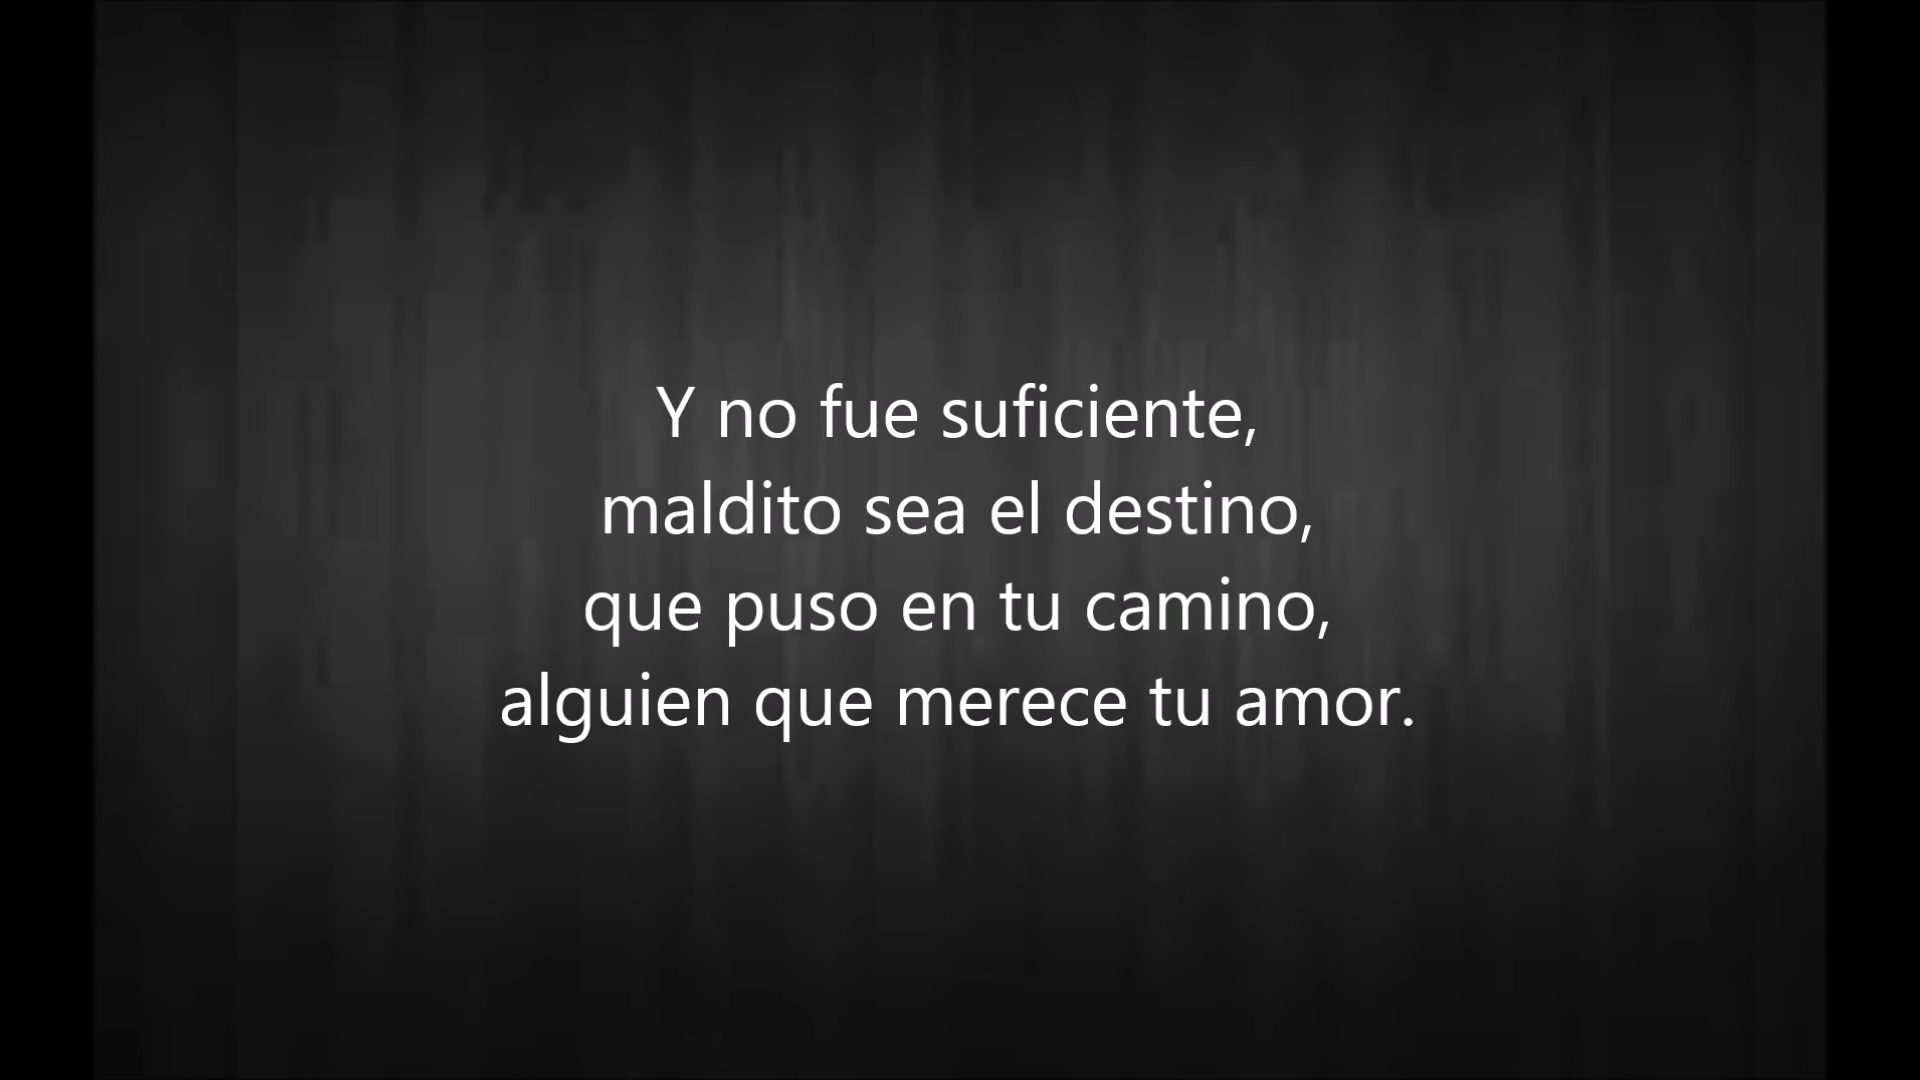 Y no fue suficiente,
maldito sea el destino,
que puso en tu camino,
alguien que merece tu amor.